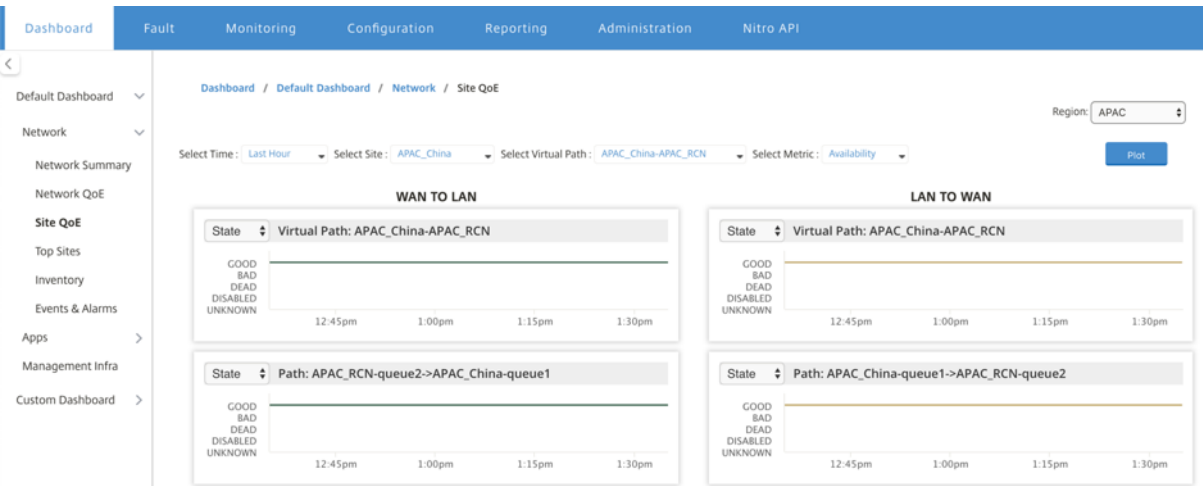 Dashboard Fault Monitoring Configuration Reporting Administration Nitro API
Default Dashboard
Network
Network Summary
Network QoE
Site QoE
Top Sites
Inventory
Events & Alarms
Apps
Management Infra
Custom Dashboard
Dashboard / Default Dashboard / Network / Site QoE
Region: APAC
Select Time : Last Hour Select Site : APAC_China Select Virtual Path : APAC_China-APAC_RCN Select Metric : Availability Plot
WAN TO LAN
State Virtual Path: APAC_China-APAC_RCN
GOOD
BAD
DEAD
DISABLED
UNKNOWN
12:45pm 1:00pm 1:15pm 1:30pm
State Path: APAC_RCN-queue2->APAC_China-queue1
GOOD
BAD
DEAD
DISABLED
UNKNOWN
12:45pm 1:00pm 1:15pm 1:30pm
LAN TO WAN
State Virtual Path: APAC_China-APAC_RCN
GOOD
BAD
DEAD
DISABLED
UNKNOWN
12:45pm 1:00pm 1:15pm 1:30pm
State Path: APAC_China-queue1->APAC_RCN-queue2
GOOD
BAD
DEAD
DISABLED
UNKNOWN
12:45pm 1:00pm 1:15pm 1:30pm